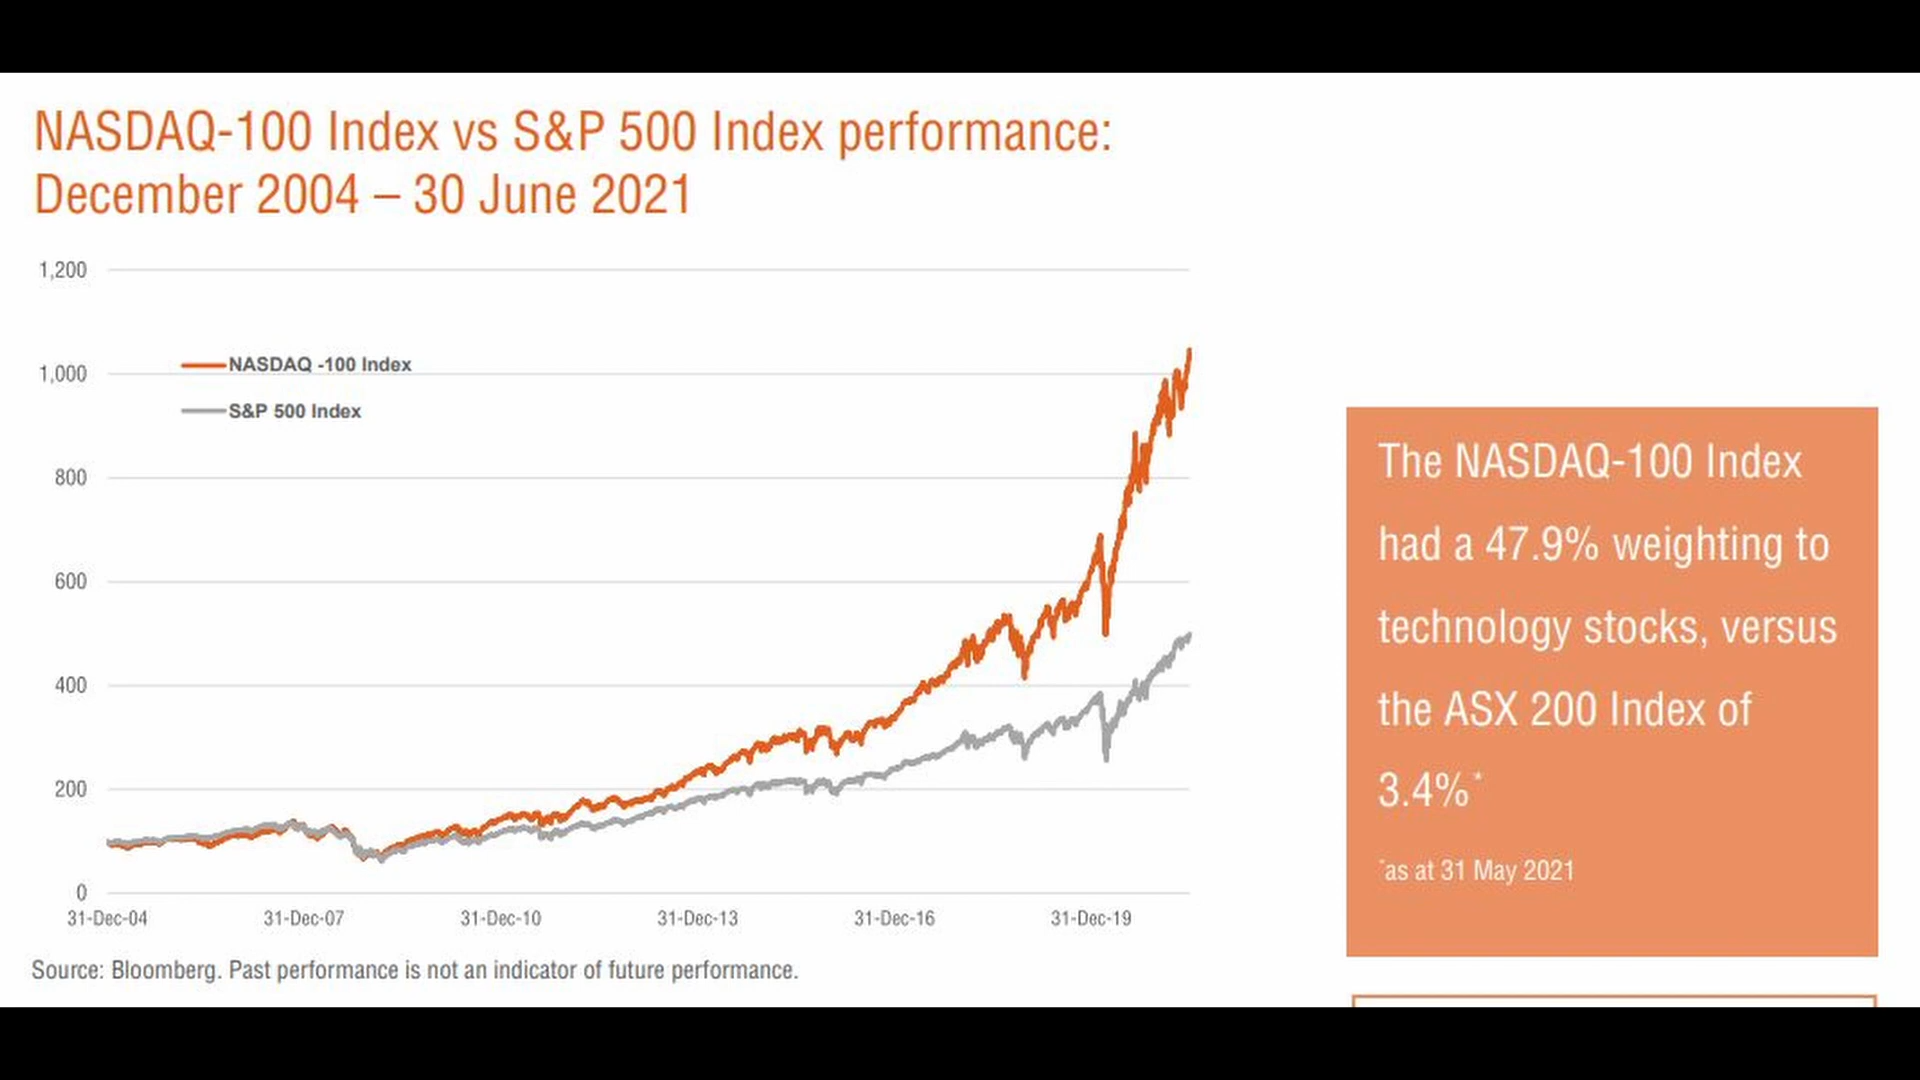 NASDAQ-100 Index vs S&P 500 Index performance:
December 2004 – 30 June 2021
1,200
1,000
800
600
400
200
0
NASDAQ -100 Index
S&P 500 Index
31-Dec-04
31-Dec-07
31-Dec-10
31-Dec-13
31-Dec-16
31-Dec-19
Source: Bloomberg. Past performance is not an indicator of future performance.
The NASDAQ-100 Index
had a 47.9% weighting to
technology stocks, versus
the ASX 200 Index of
3.4%*
*as at 31 May 2021